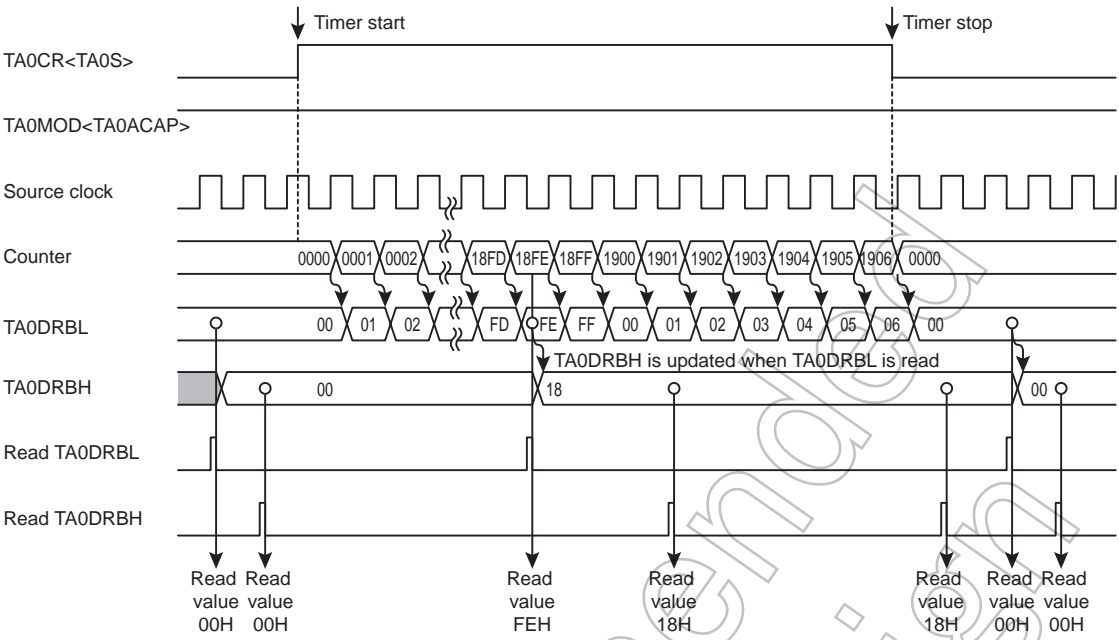 Timer start
Timer stop
TA0CR<TA0S>
TA0MOD<TA0ACAP>
Source clock
Counter
0000 0001 0002 18FD 18FE 18FF 1900 1901 1902 1903 1904 1905 1906 0000
TA0DRBL
00 01 02 FD FE FF 00 01 02 03 04 05 06 00
TA0DRBH is updated when TA0DRBL is read
TA0DRBH
00 18 00
Read TA0DRBL
Read TA0DRBH
Read value 00H
Read value 00H
Read value FEH
Read value 18H
Read value 18H
Read value 00H
Read value 00H